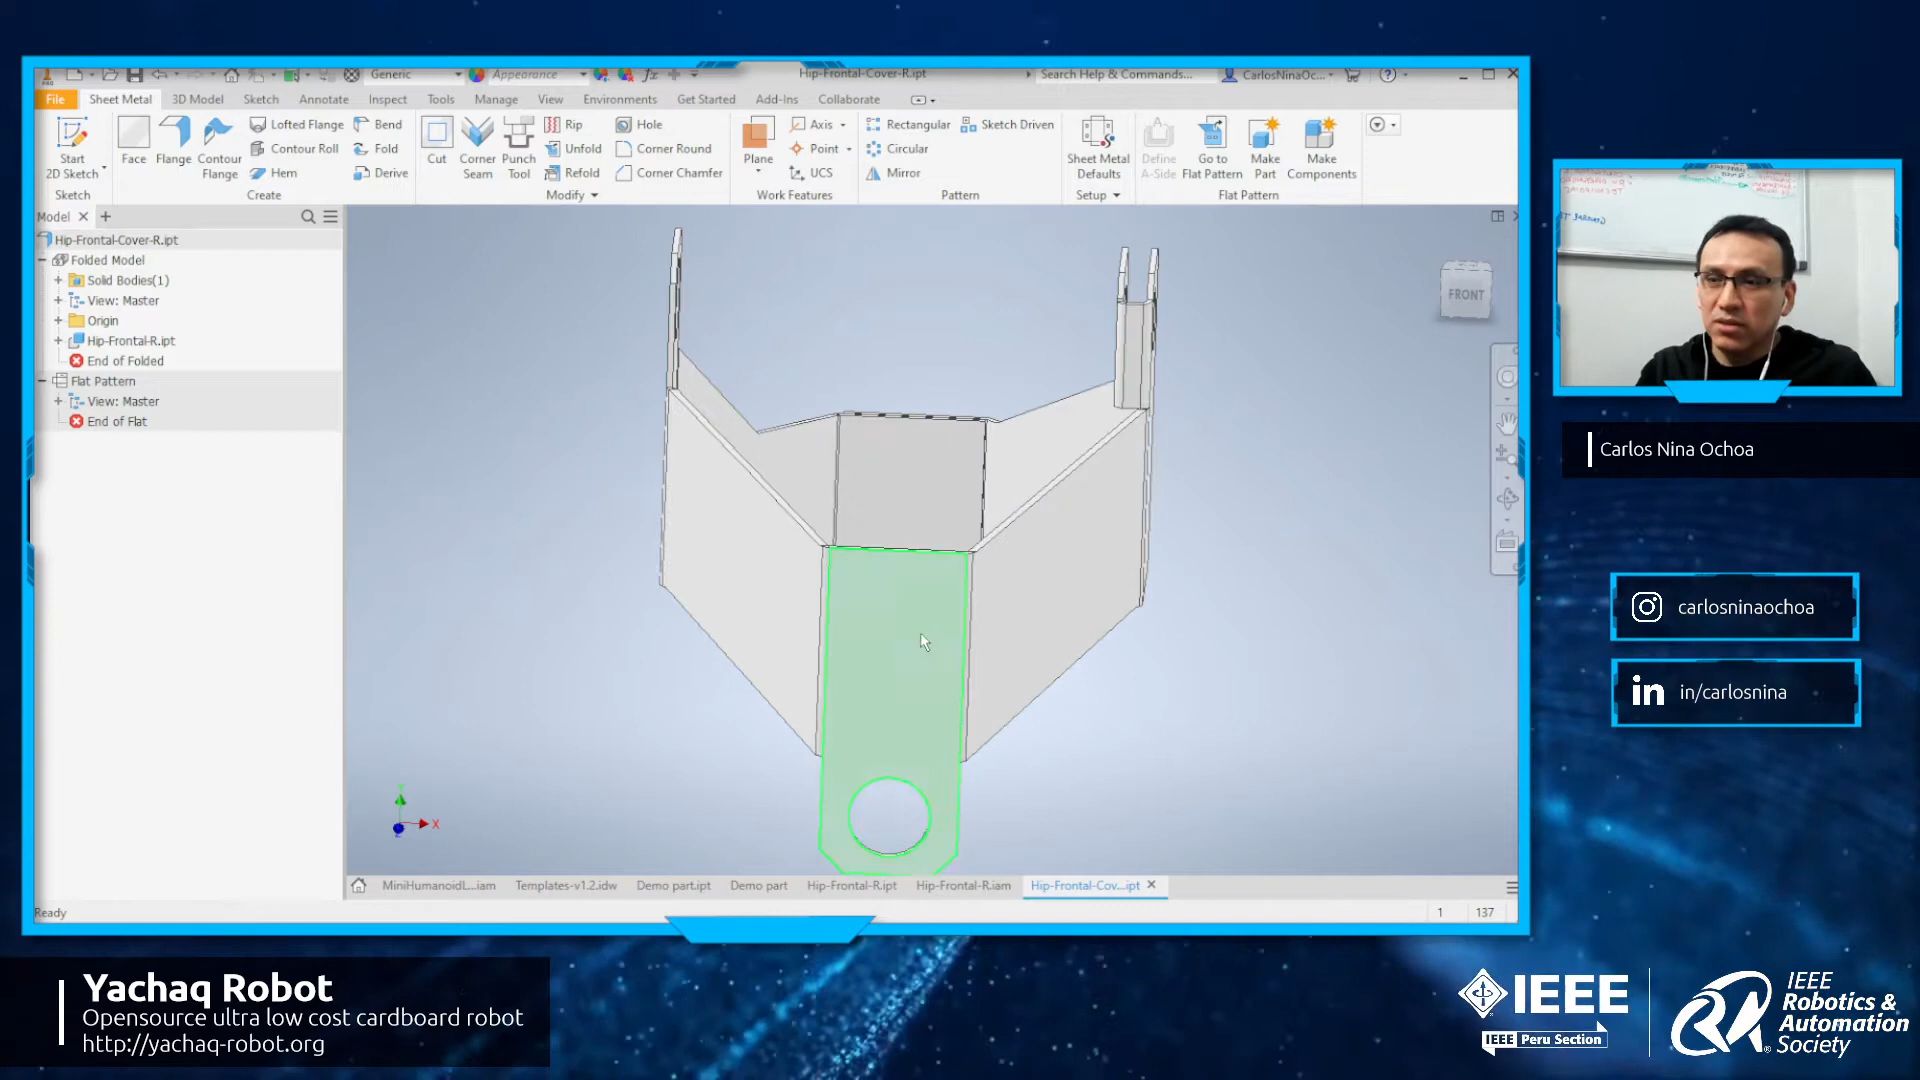 Generic
Appearance
Hip-Frontal-Cover-R.ipt
Search Help & Commands...
CarlosNinaOc...
File
Sheet Metal
3D Model
Sketch
Annotate
Inspect
Tools
Manage
View
Environments
Get Started
Add-Ins
Collaborate
Start
2D Sketch
Face
Flange
Contour
Flange
Lofted Flange
Contour Roll
Hem
Bend
Fold
Derive
Cut
Corner
Seam
Punch
Tool
Rip
Unfold
Refold
Hole
Corner Round
Corner Chamfer
Plane
Axis
Point
UCS
Rectangular
Circular
Mirror
Sketch Driven
Sheet Metal
Defaults
Define
A-Side
Go to
Flat Pattern
Make
Part
Make
Components
Sketch
Create
Modify
Work Features
Pattern
Setup
Flat Pattern
Model
Hip-Frontal-Cover-R.ipt
Folded Model
Solid Bodies(1)
View: Master
Origin
Hip-Frontal-R.ipt
End of Folded
Flat Pattern
View: Master
End of Flat
FRONT
Y
X
MiniHumanoidL...iam
Templates-v1.2.idw
Demo part.ipt
Demo part
Hip-Frontal-R.ipt
Hip-Frontal-R.iam
Hip-Frontal-Cov...ipt
Ready
1
137
Carlos Nina Ochoa
carlosninaochoa
in/carlosnina
Yachaq Robot
Opensource ultra low cost cardboard robot
http://yachaq-robot.org
IEEE
IEEE Peru Section
IEEE
Robotics &
Automation
Society